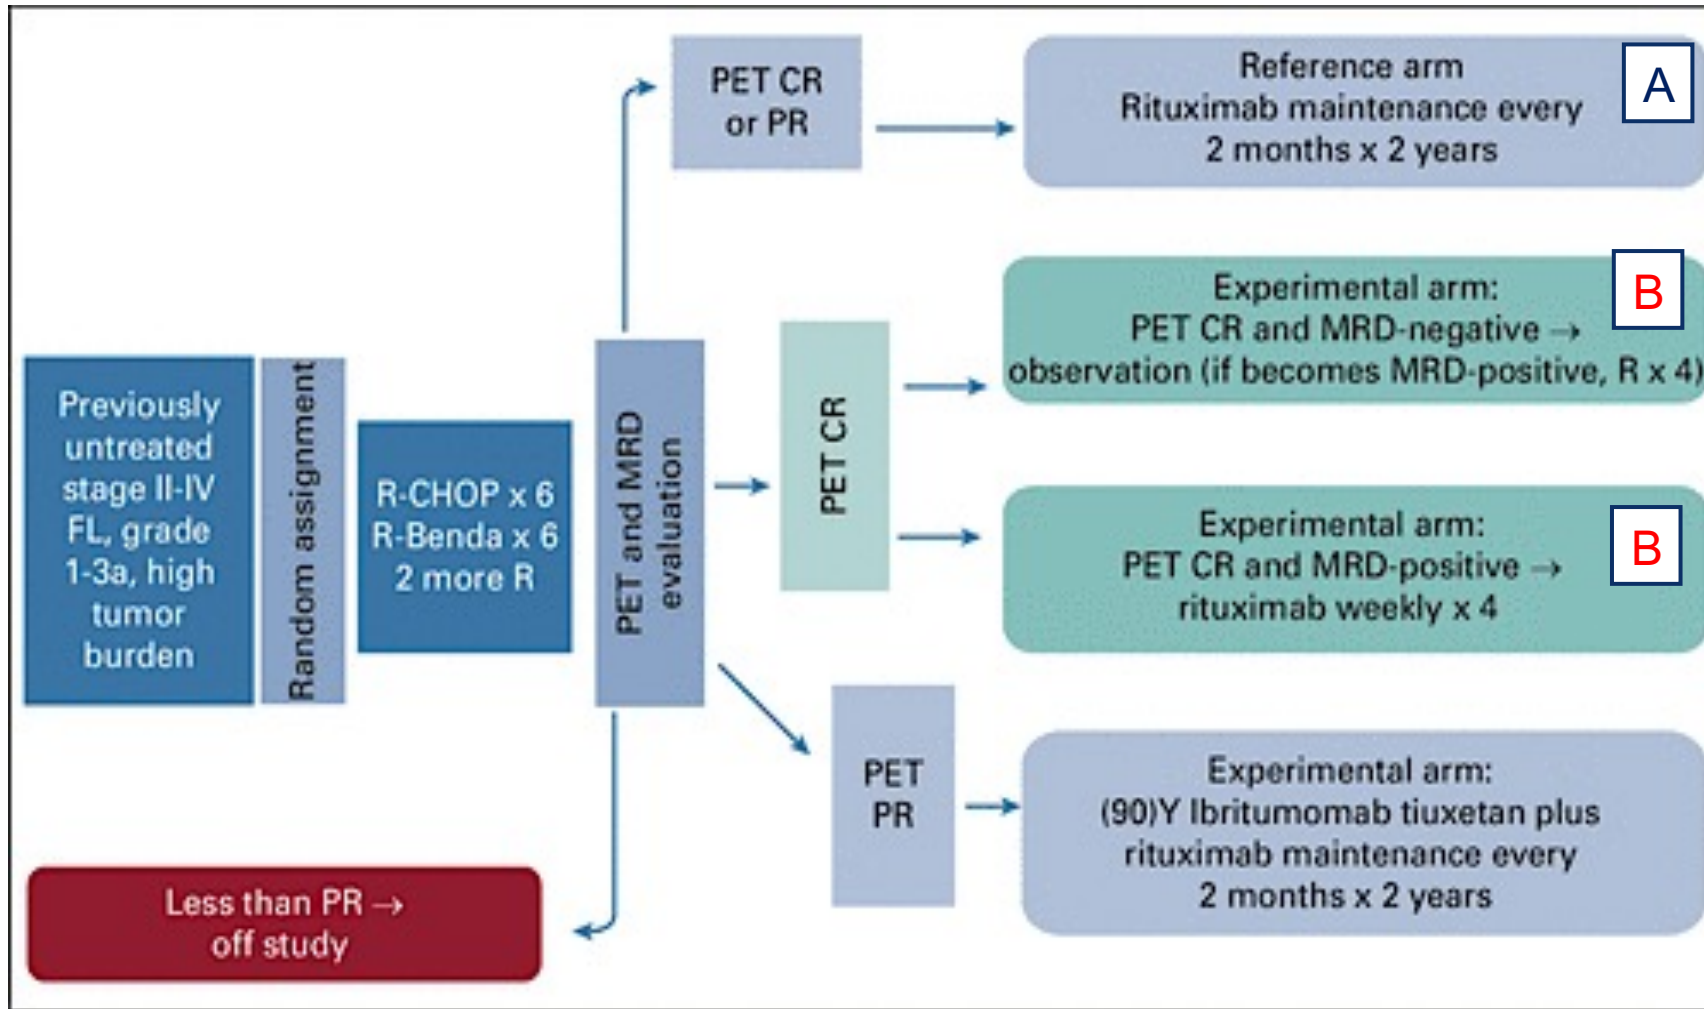 Previously
untreated
stage II-IV
FL, grade
1-3a, high
tumor
burden
Random assignment
R-CHOP x 6
R-Benda x 6
2 more R
PET and MRD
evaluation
PET CR
or PR
Reference arm
Rituximab maintenance every
2 months x 2 years
A
PET CR
Experimental arm:
PET CR and MRD-negative →
observation (if becomes MRD-positive, R x 4)
B
Experimental arm:
PET CR and MRD-positive →
rituximab weekly x 4
B
PET
PR
Experimental arm:
(90)Y Ibritumomab tiuxetan plus
rituximab maintenance every
2 months x 2 years
Less than PR →
off study